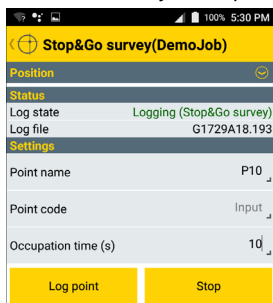 100% 5:30 PM
Stop&Go survey(DemoJob)
Position
Status
Log state Logging (Stop&Go survey)
Log file G1729A18.193
Settings
Point name P10
Point code Input
Occupation time (s) 10
Log point Stop